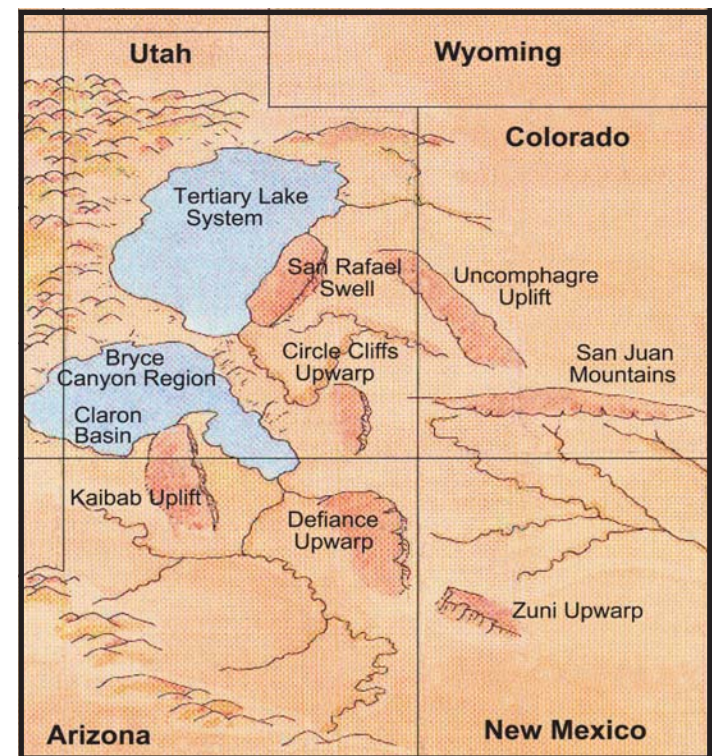 Utah
Wyoming
Colorado
Tertiary Lake
System
San Rafael
Swell
Uncomphagre
Uplift
Bryce
Canyon Region
Circle Cliffs
Upwarp
San Juan
Mountains
Claron
Basin
Kaibab Uplift
Defiance
Upwarp
Zuni Upwarp
Arizona
New Mexico